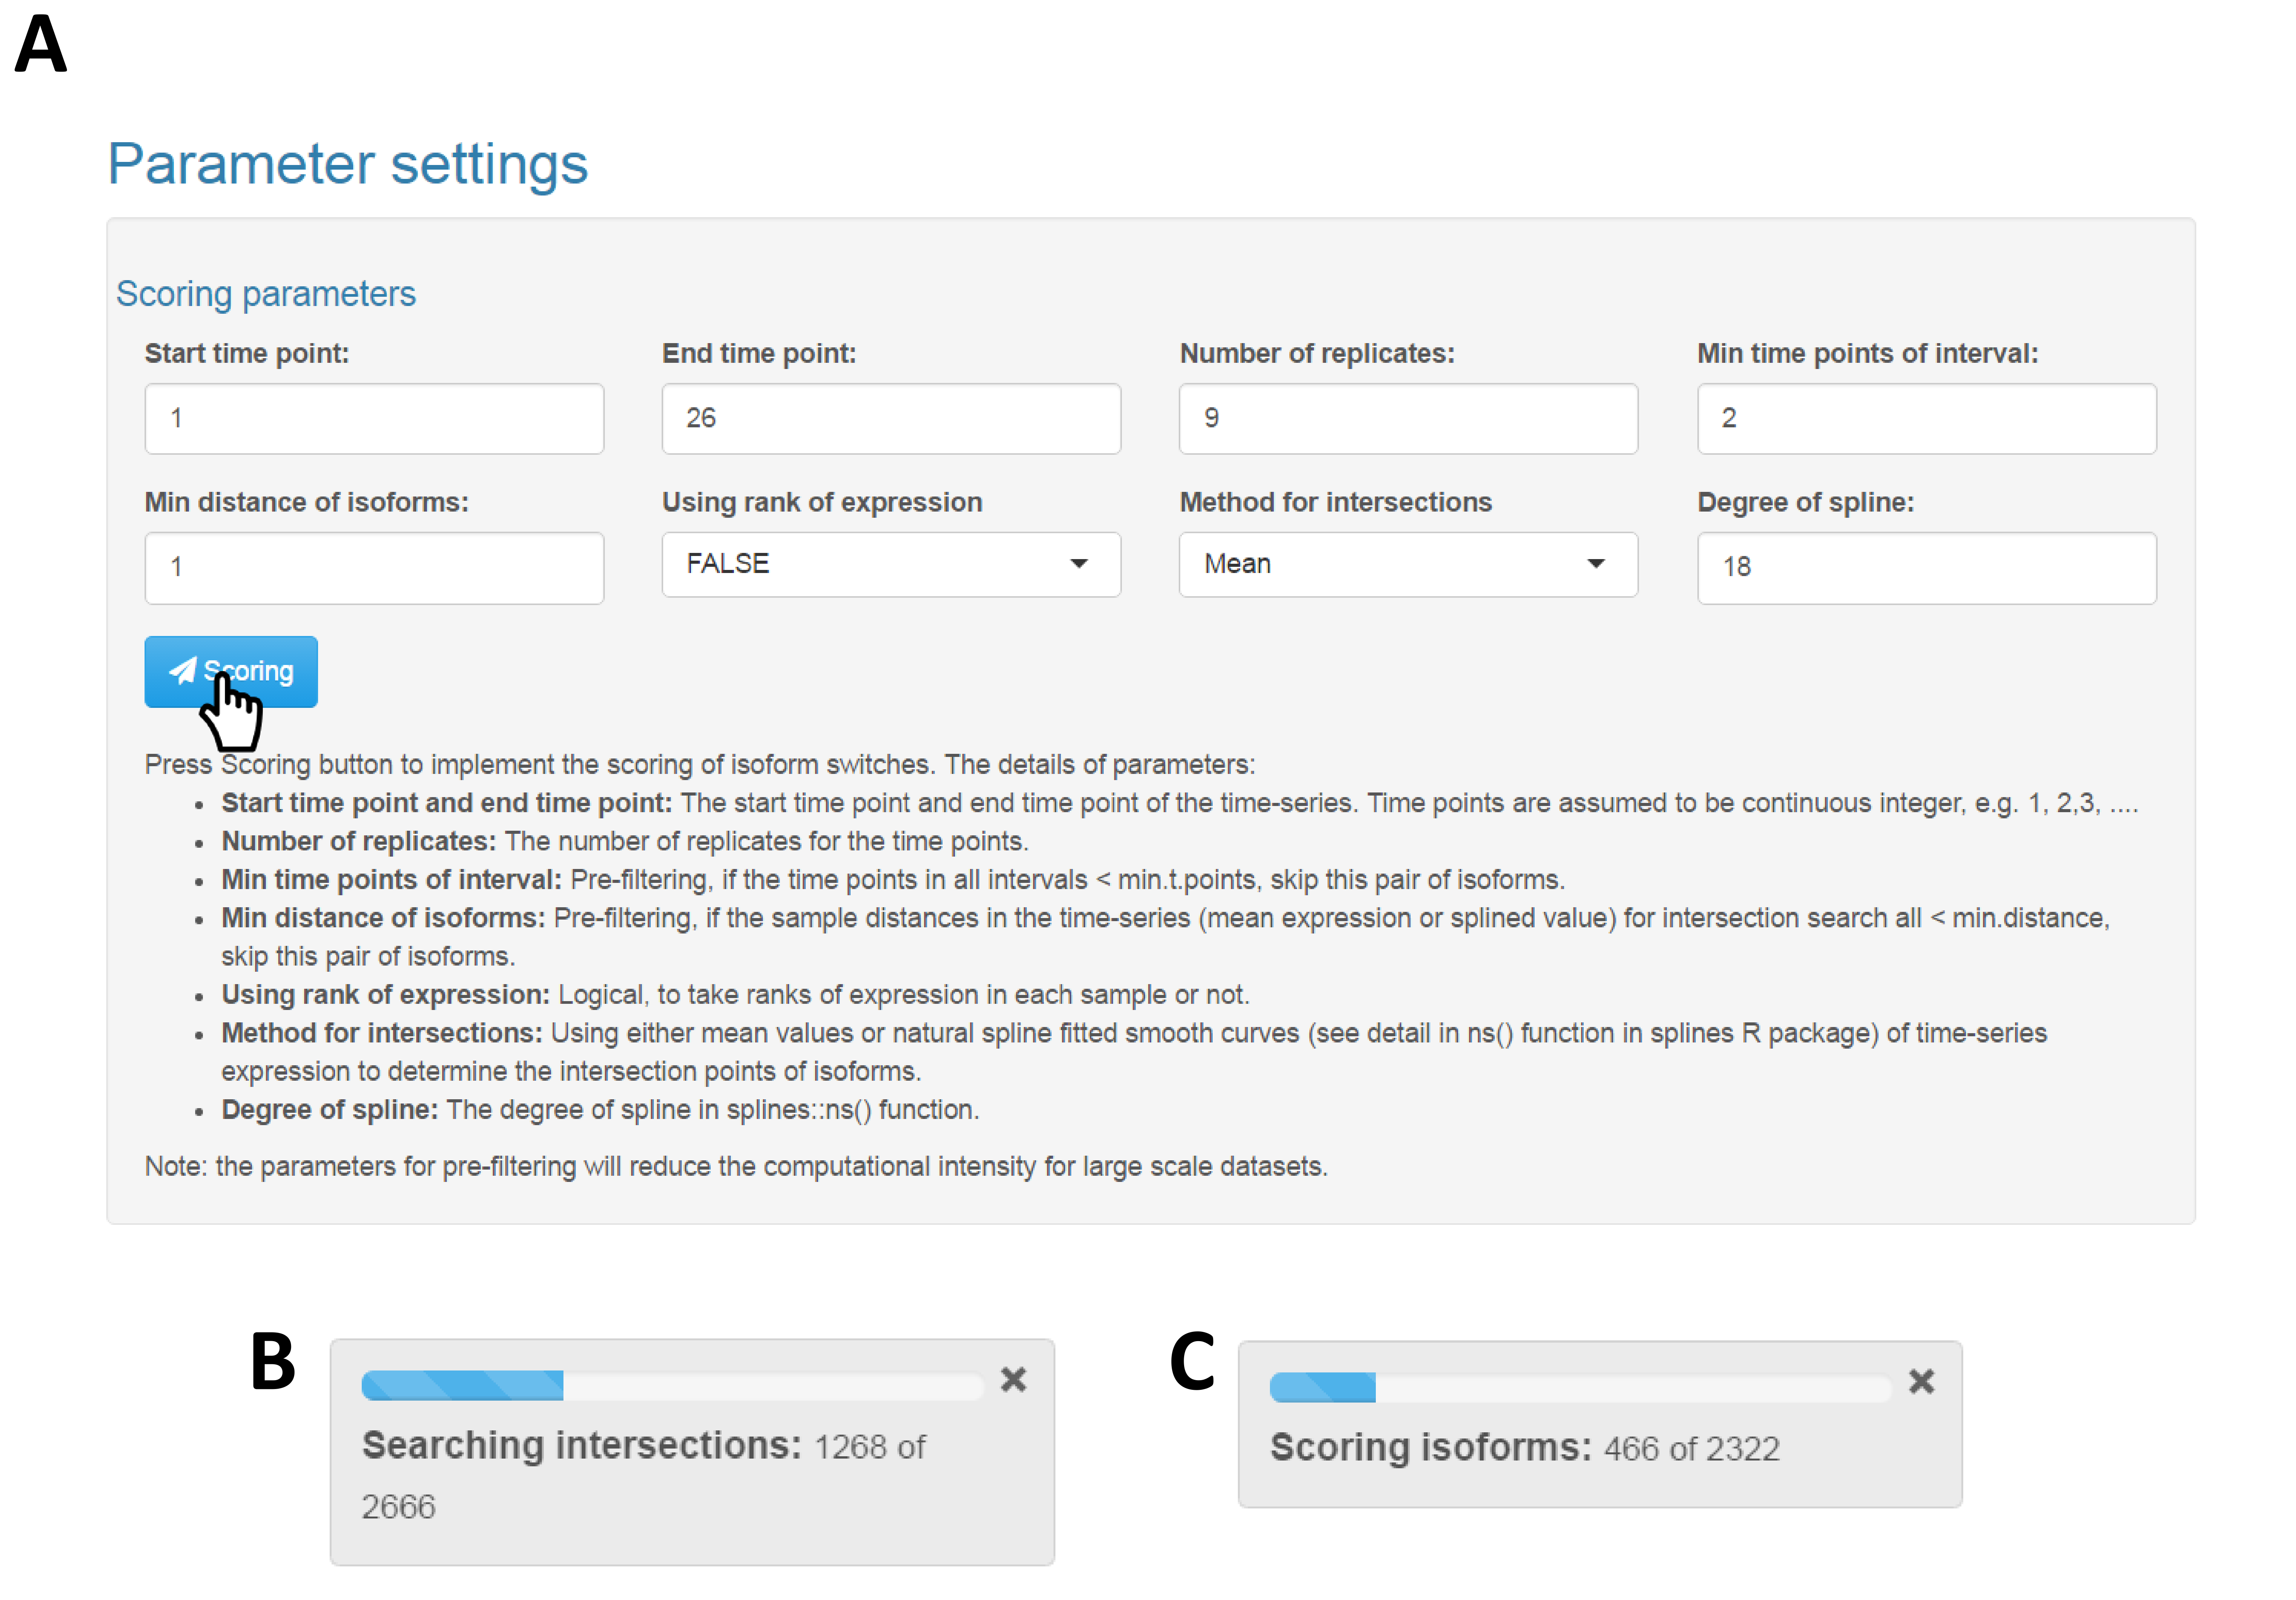 A
Parameter settings
Scoring parameters
Start time point: End time point: Number of replicates: Min time points of interval:
1 26 9 2
Min distance of isoforms: Using rank of expression Method for intersections Degree of spline:
1 FALSE Mean 18
Scoring
Press Scoring button to implement the scoring of isoform switches. The details of parameters:
• Start time point and end time point: The start time point and end time point of the time-series. Time points are assumed to be continuous integer, e.g. 1, 2,3, ....
• Number of replicates: The number of replicates for the time points.
• Min time points of interval: Pre-filtering, if the time points in all intervals < min.t.points, skip this pair of isoforms.
• Min distance of isoforms: Pre-filtering, if the sample distances in the time-series (mean expression or splined value) for intersection search all < min.distance,
skip this pair of isoforms.
• Using rank of expression: Logical, to take ranks of expression in each sample or not.
• Method for intersections: Using either mean values or natural spline fitted smooth curves (see detail in ns() function in splines R package) of time-series
expression to determine the intersection points of isoforms.
• Degree of spline: The degree of spline in splines::ns() function.
Note: the parameters for pre-filtering will reduce the computational intensity for large scale datasets.
B
Searching intersections: 1268 of
2666
C
Scoring isoforms: 466 of 2322